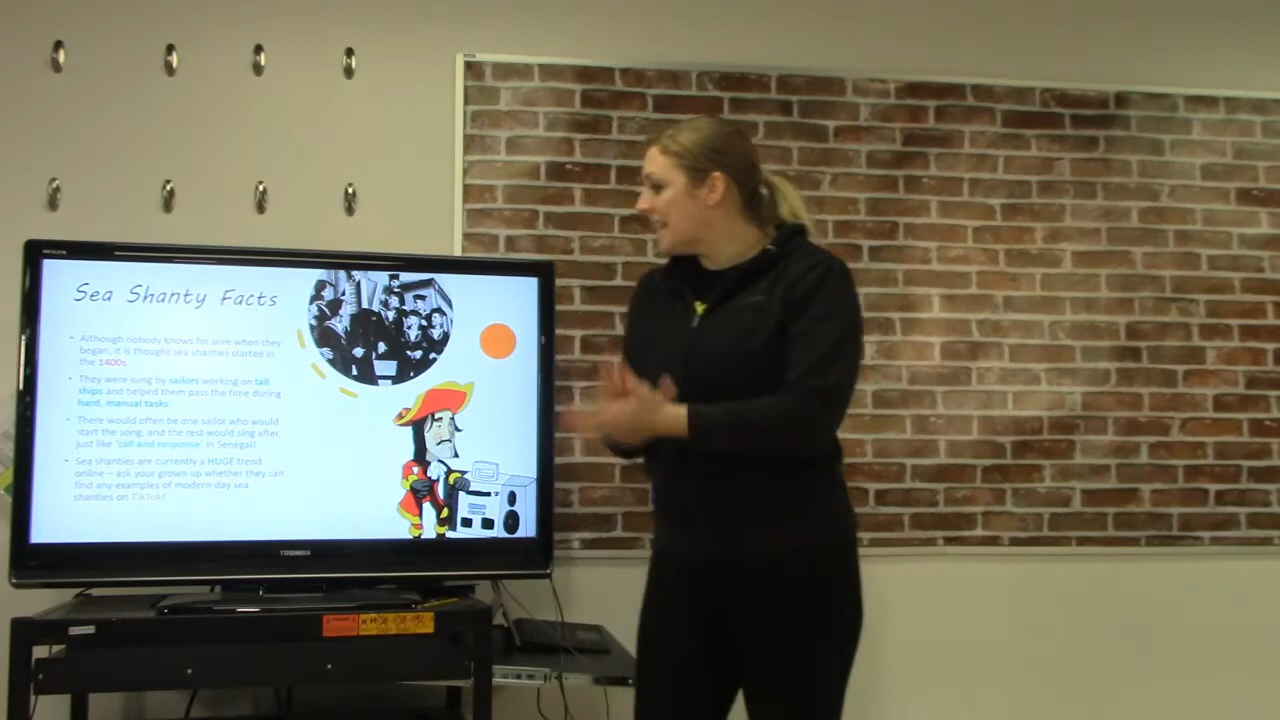 Sea Shanty Facts
• Although nobody knows for sure when they
began, it is thought sea shanties started in
the 1400s.
• They were sung by sailors working on tall
ships and helped them pass the time during
hard, manual tasks.
• There would often be one sailor who would
start the song, and the rest would sing after,
just like 'call and response' in Senegal!
• Sea shanties are currently a HUGE trend
online – ask your grown up whether they can
find any examples of modern-day sea
shanties on TikTok!
TOSHIBA